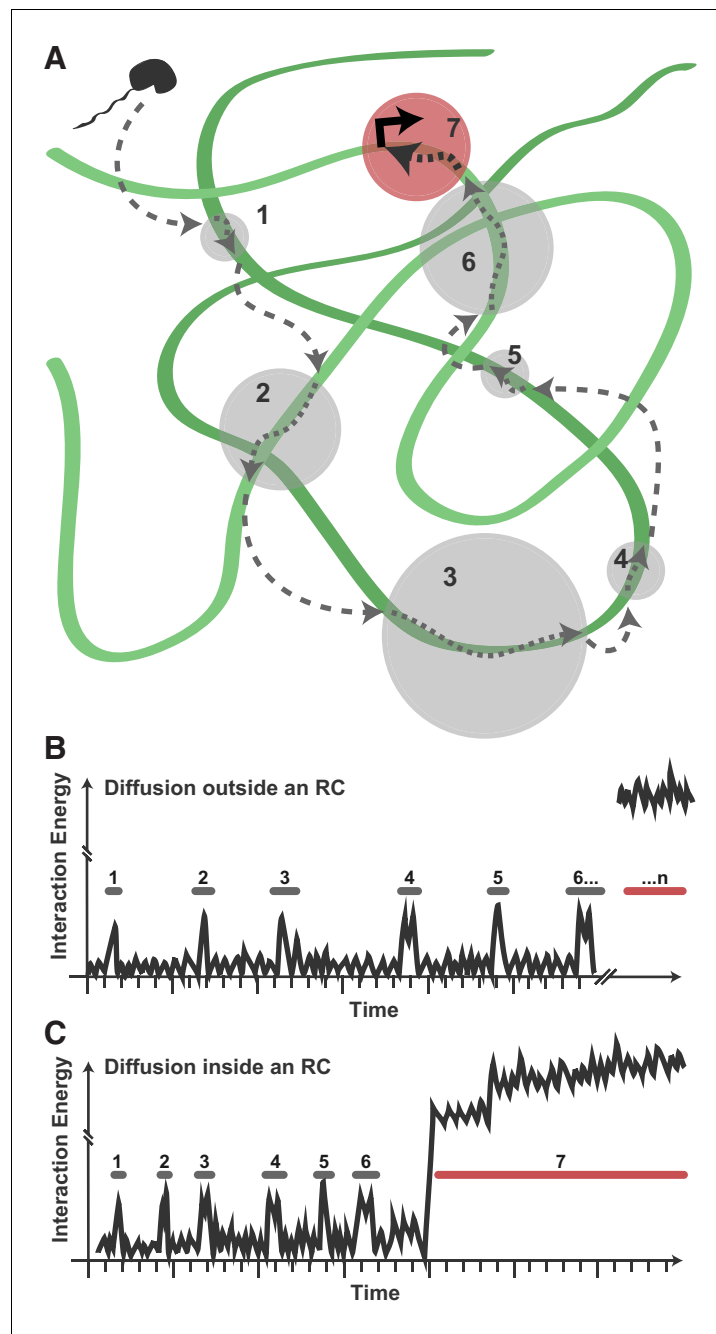 A
7
1
6
5
2
3
4
B
Diffusion outside an RC
Interaction Energy
1 2 3 4 5 6... ...n
Time
C
Diffusion inside an RC
Interaction Energy
1 2 3 4 5 6 7
Time